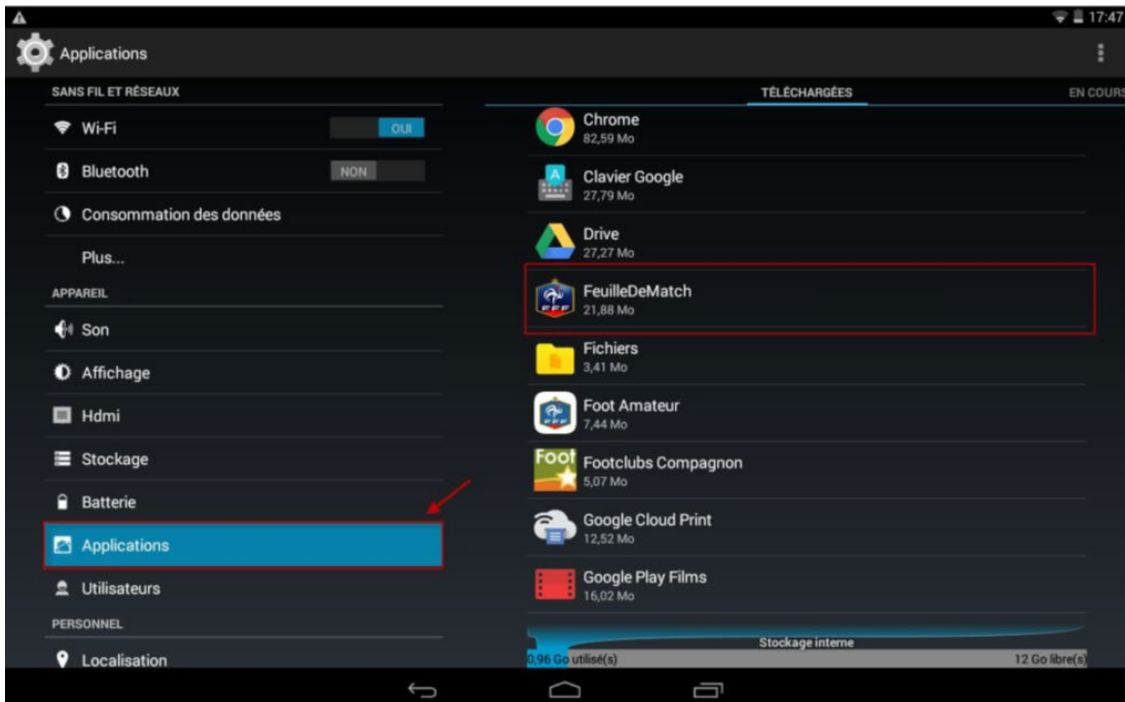 17:47
Applications
SANS FIL ET RÉSEAUX
Wi-Fi
OUI
Bluetooth
NON
Consommation des données
Plus...
APPAREIL
Son
Affichage
Hdmi
Stockage
Batterie
Applications
Utilisateurs
PERSONNEL
Localisation
TÉLÉCHARGÉES
EN COURS
Chrome
82,59 Mo
A
Clavier Google
27,79 Mo
Drive
27,27 Mo
FFF
FeuilleDeMatch
21,88 Mo
Fichiers
3,41 Mo
FFF
Foot Amateur
7,44 Mo
Foot
Footclubs Compagnon
5,07 Mo
Google Cloud Print
12,52 Mo
Google Play Films
16,02 Mo
Stockage interne
0,96 Go utilisé(s)
12 Go libre(s)